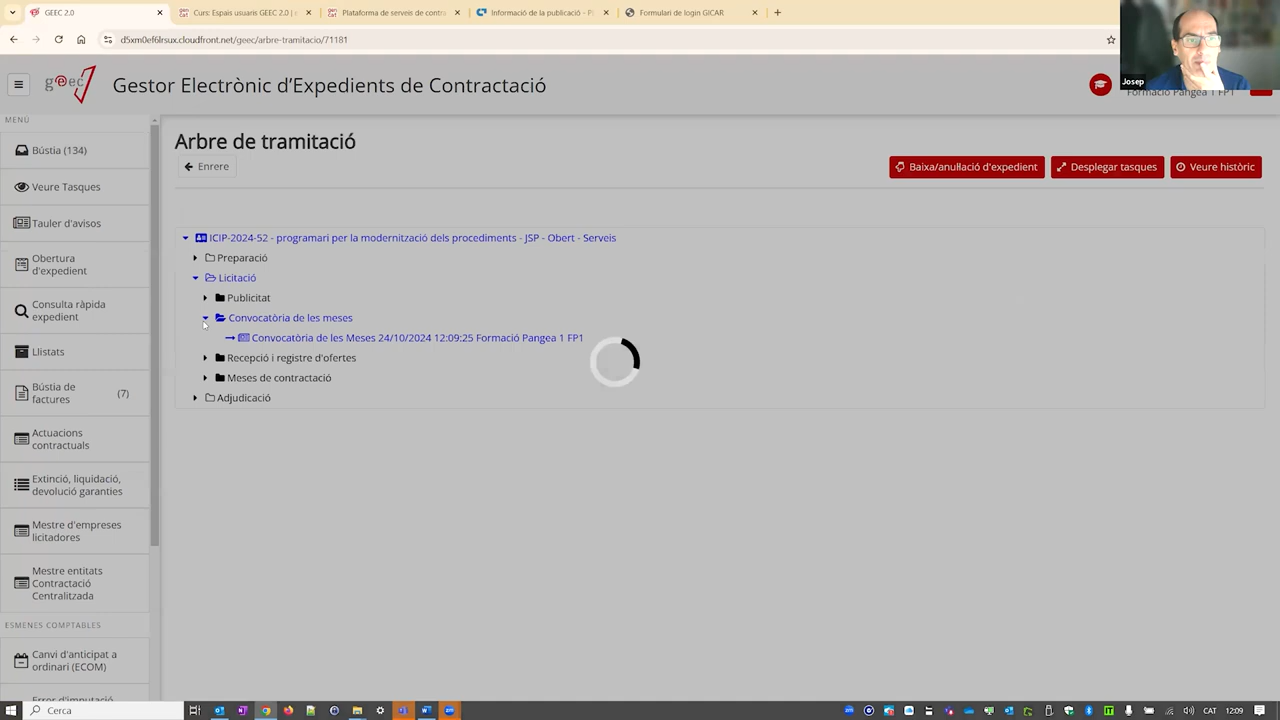 GEEC 2.0
Curs: Espais usuaris GEEC 2.0 |
Plataforma de serveis de contra
Informació de la publicació - P
Formulari de login GICAR
d5xm0ef6lrsux.cloudfront.net/geec/arbre-tramitacio/71181
Josep
geec
Gestor Electrònic d'Expedients de Contractació
Formació Pangea 1 FP1
MENÚ
Bústia (134)
Veure Tasques
Tauler d'avisos
Obertura
d'expedient
Consulta ràpida
expedient
Llistats
Bústia de
factures
(7)
Actuacions
contractuals
Extinció, liquidació,
devolució garanties
Mestre d'empreses
licitadores
Mestre entitats
Contractació
Centralitzada
ESMENES COMPTABLES
Canvi d'anticipat a
ordinari (ECOM)
Error d'imputació
Arbre de tramitació
Enrere
Baixa/anul·lació d'expedient
Desplegar tasques
Veure històric
ICIP-2024-52 - programari per la modernització dels procediments - JSP - Obert - Serveis
Preparació
Licitació
Publicitat
Convocatòria de les meses
Convocatòria de les Meses 24/10/2024 12:09:25 Formació Pangea 1 FP1
Recepció i registre d'ofertes
Meses de contractació
Adjudicació
Cerca
CAT
12:09